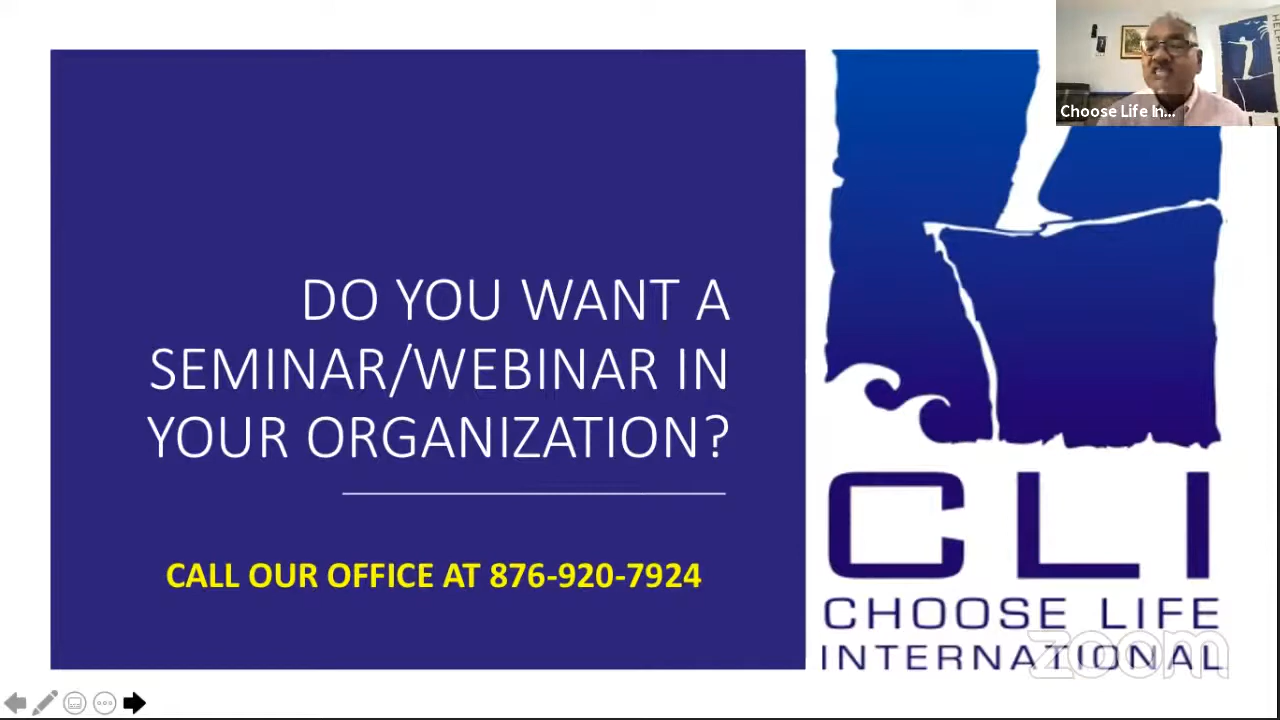 DO YOU WANT A
SEMINAR/WEBINAR IN
YOUR ORGANIZATION?
CALL OUR OFFICE AT 876-920-7924
Choose Life In...
CLI
CHOOSE LIFE
INTERNATIONAL
zoom